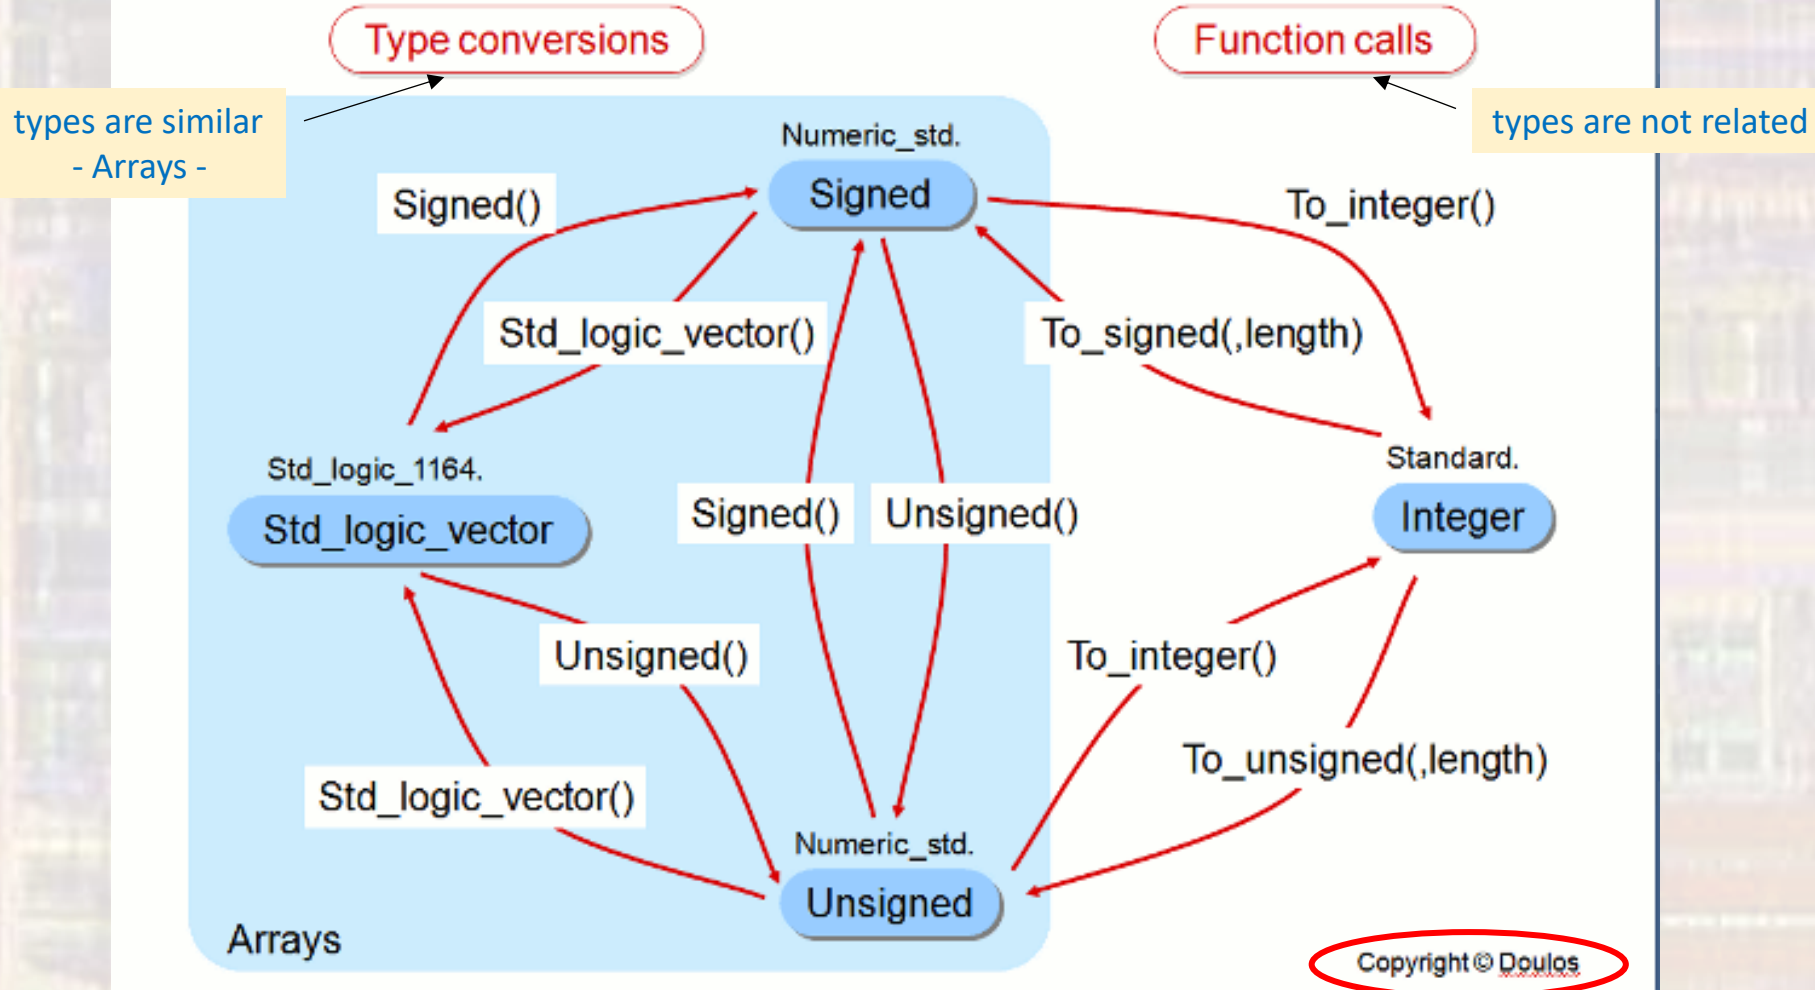 Type conversions
Function calls
types are similar
- Arrays -
types are not related
Numeric_std.
Signed
Signed()
To_integer()
Std_logic_vector()
To_signed(,length)
Std_logic_1164.
Std_logic_vector
Signed()
Unsigned()
Standard.
Integer
Unsigned()
To_integer()
Std_logic_vector()
To_unsigned(,length)
Numeric_std.
Unsigned
Arrays
Copyright © Doulos